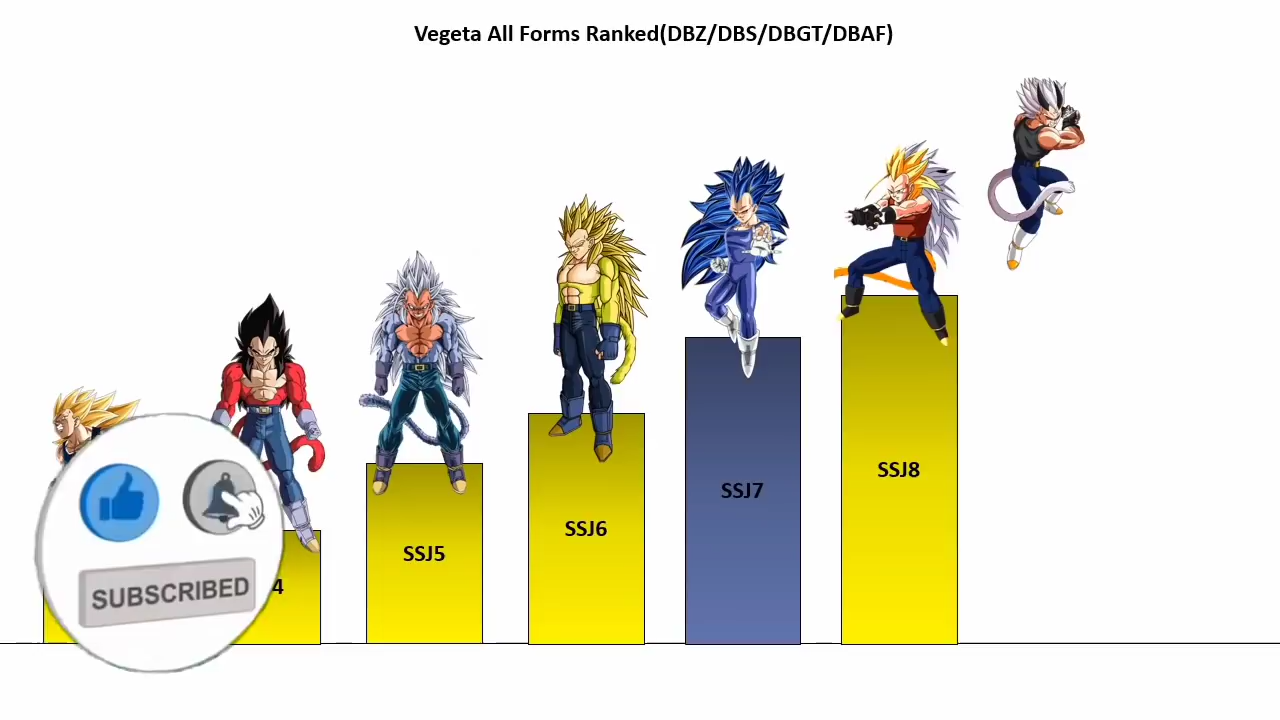 Vegeta All Forms Ranked(DBZ/DBS/DBGT/DBAF)
SSJ8
SSJ7
SSJ6
SSJ5
4
SUBSCRIBED